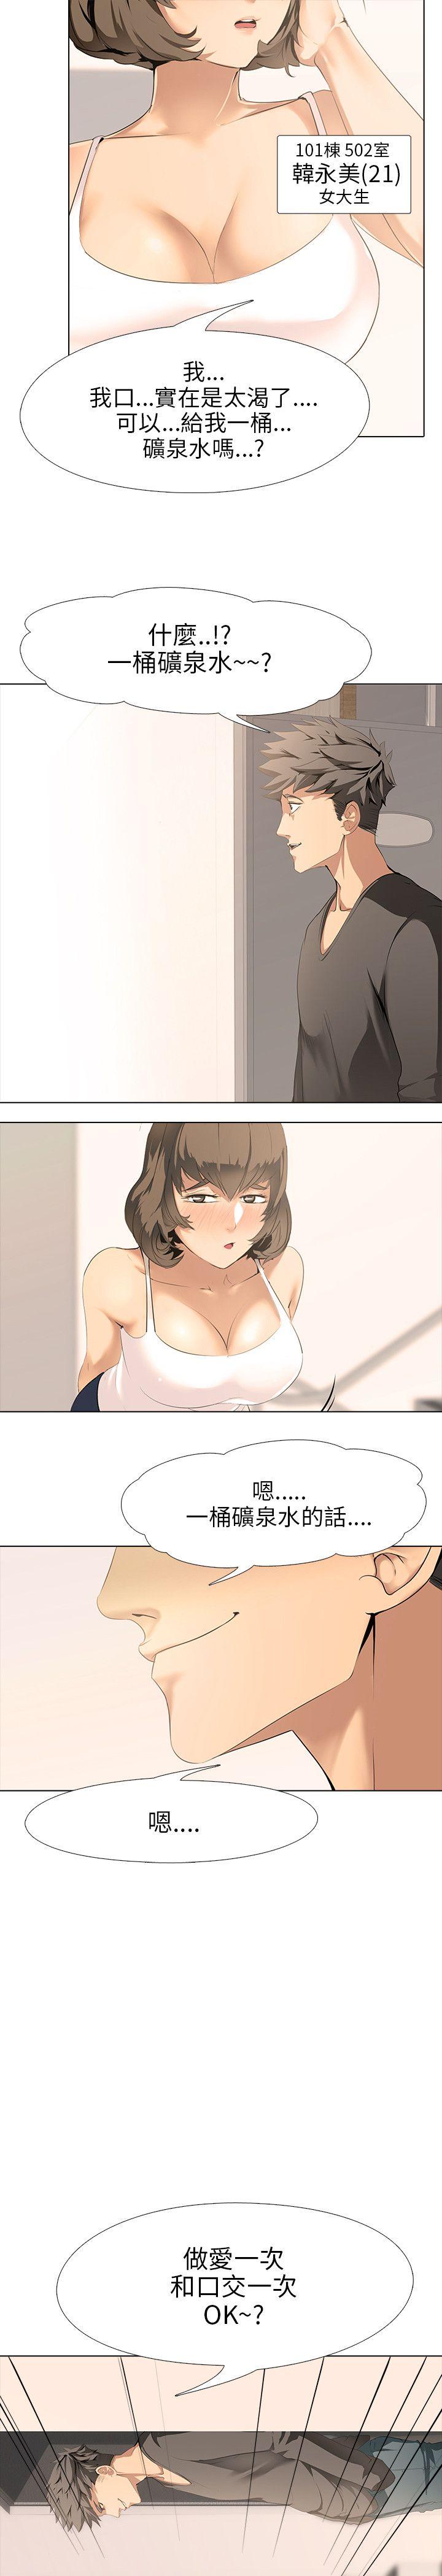 101棟 502室
韓永美(21)
女大生
我...
我口...實在是太渴了....
可以...給我一桶...
礦泉水嗎...?
什麼..!?
一桶礦泉水~~?
嗯.....
一桶礦泉水的話....
嗯....
做愛一次
和口交一次
OK~?